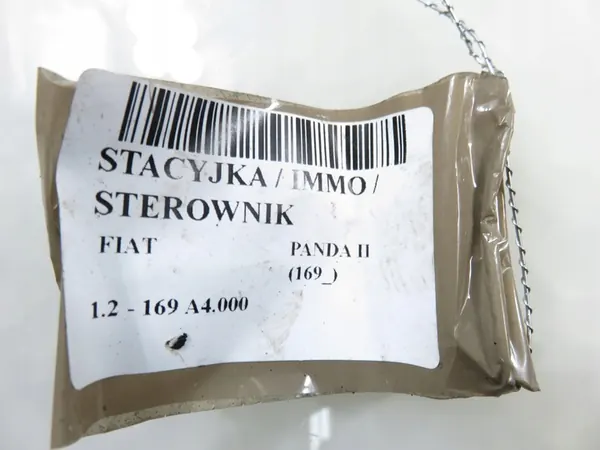 STACYJKA / IMMO /
STEROWNIK
FIAT PANDA II
(169_)
1.2 - 169 A4.000